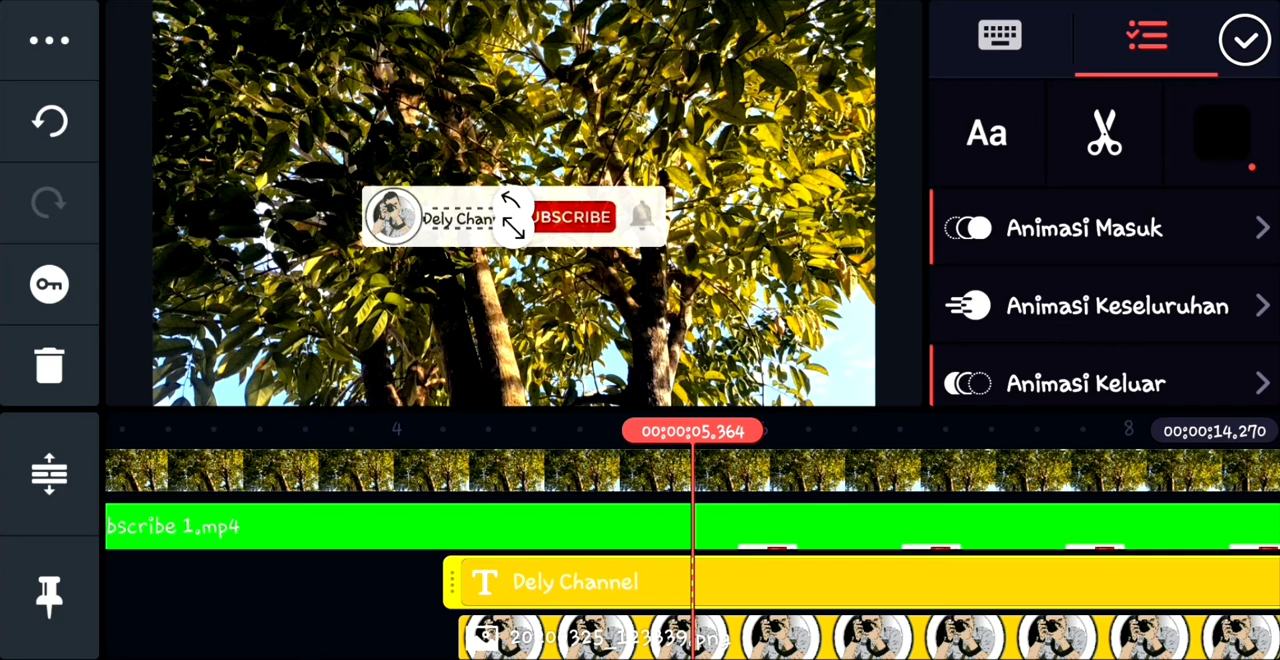 Dely Chan
UBSCRIBE
Aa
Animasi Masuk
Animasi Keseluruhan
Animasi Keluar
4
00:00:05.364
8
00:00:14.270
bscribe 1.mp4
T Dely Channel